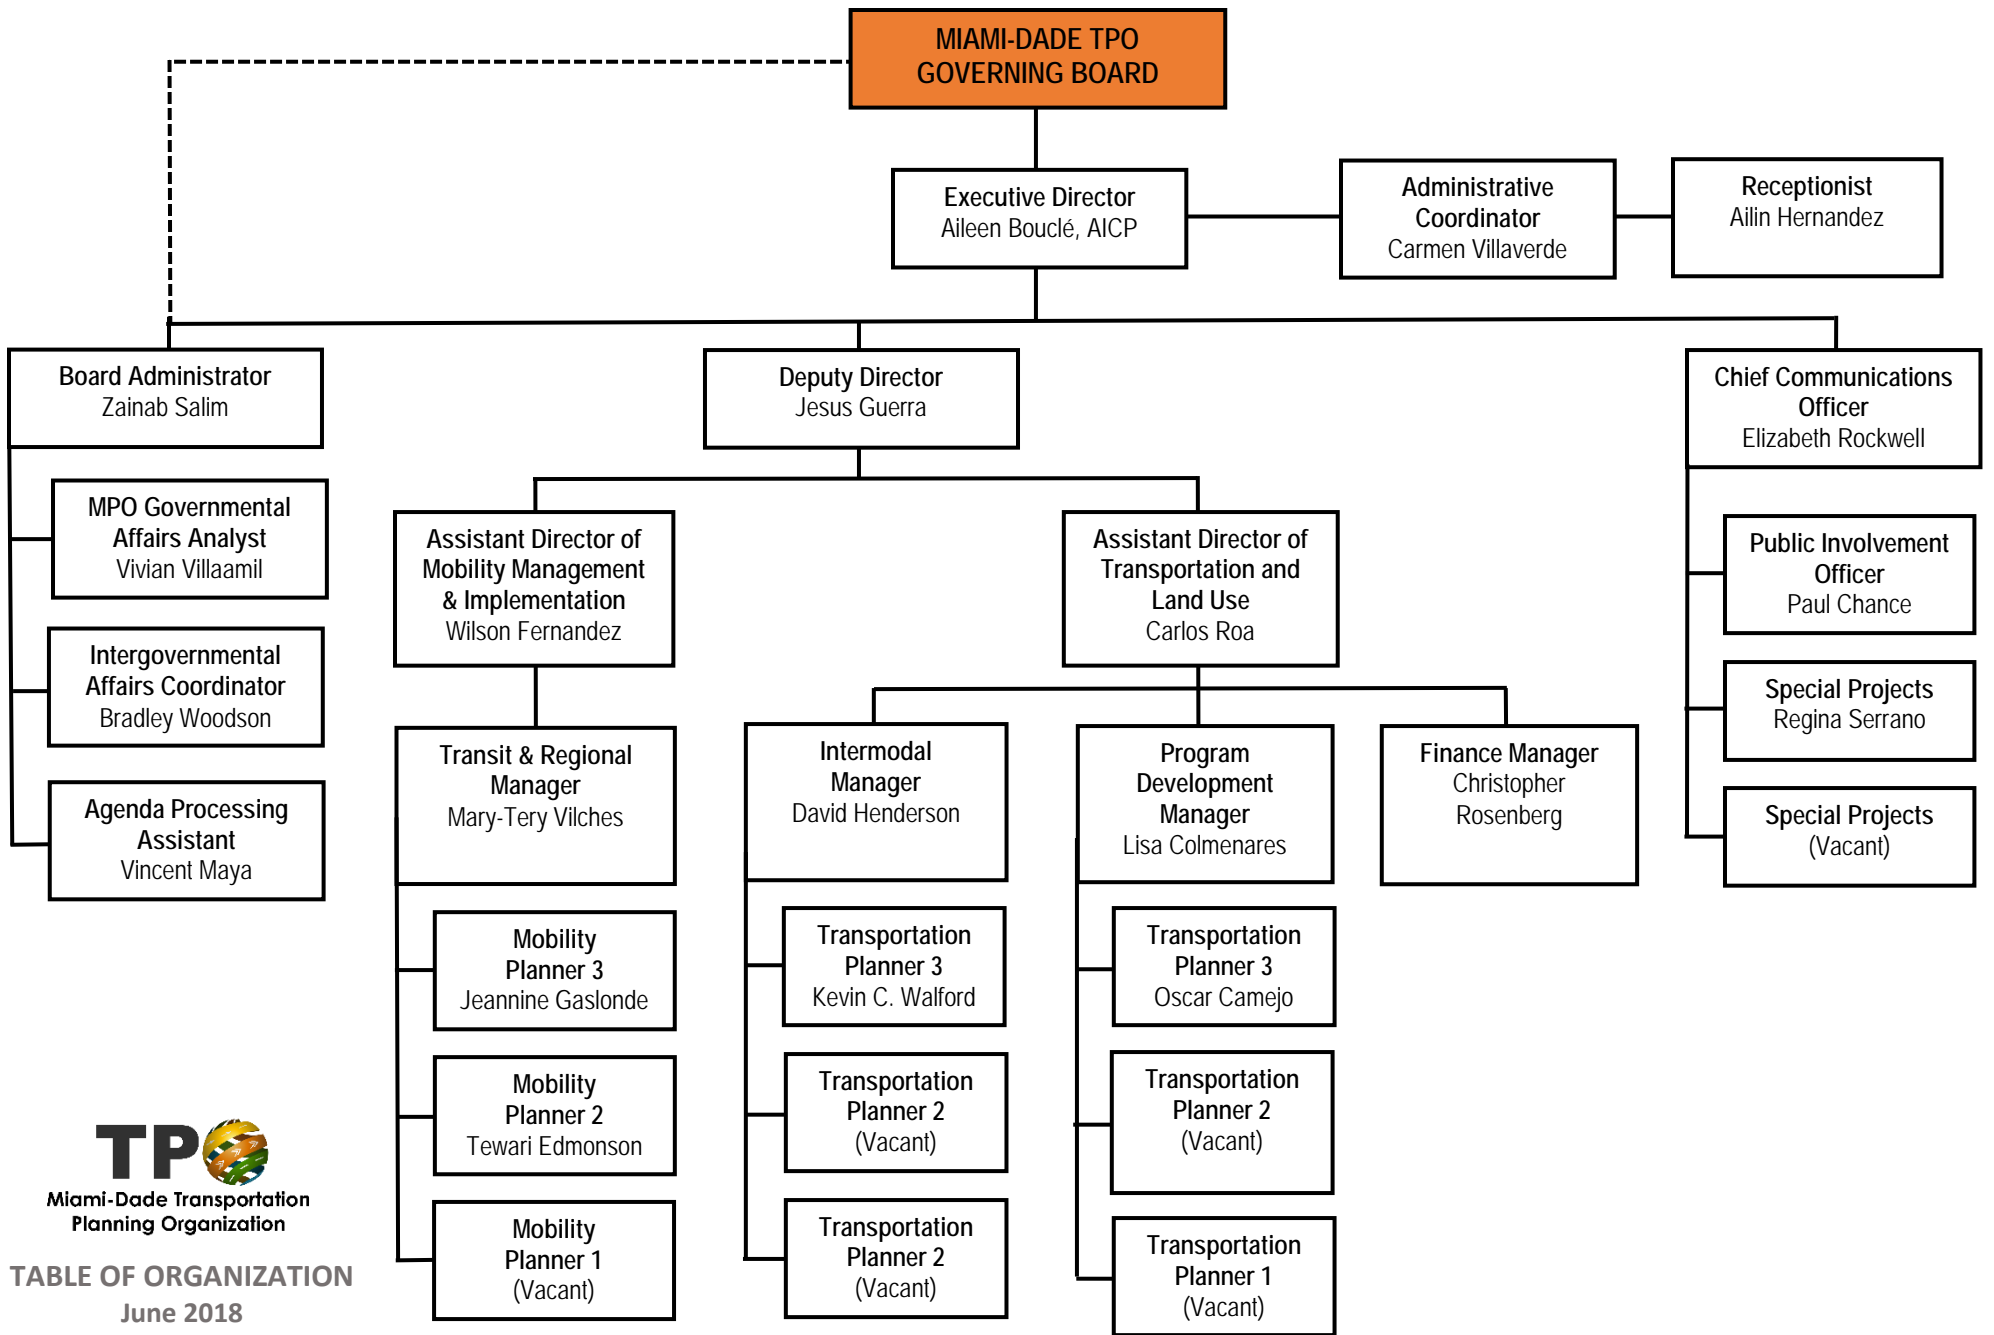 MIAMI-DADE TPO
GOVERNING BOARD
Executive Director
Aileen Bouclé, AICP
Administrative
Coordinator
Carmen Villaverde
Receptionist
Ailin Hernandez
Board Administrator
Zainab Salim
Deputy Director
Jesus Guerra
Chief Communications
Officer
Elizabeth Rockwell
MPO Governmental
Affairs Analyst
Vivian Villaamil
Intergovernmental
Affairs Coordinator
Bradley Woodson
Agenda Processing
Assistant
Vincent Maya
Assistant Director of
Mobility Management
& Implementation
Wilson Fernandez
Assistant Director of
Transportation and
Land Use
Carlos Roa
Public Involvement
Officer
Paul Chance
Special Projects
Regina Serrano
Special Projects
(Vacant)
Transit & Regional
Manager
Mary-Tery Vilches
Intermodal
Manager
David Henderson
Program
Development
Manager
Lisa Colmenares
Finance Manager
Christopher
Rosenberg
Mobility
Planner 3
Jeannine Gaslonde
Mobility
Planner 2
Tewari Edmonson
Mobility
Planner 1
(Vacant)
Transportation
Planner 3
Kevin C. Walford
Transportation
Planner 2
(Vacant)
Transportation
Planner 2
(Vacant)
Transportation
Planner 3
Oscar Camejo
Transportation
Planner 2
(Vacant)
Transportation
Planner 1
(Vacant)
TPO
Miami-Dade Transportation
Planning Organization
TABLE OF ORGANIZATION
June 2018